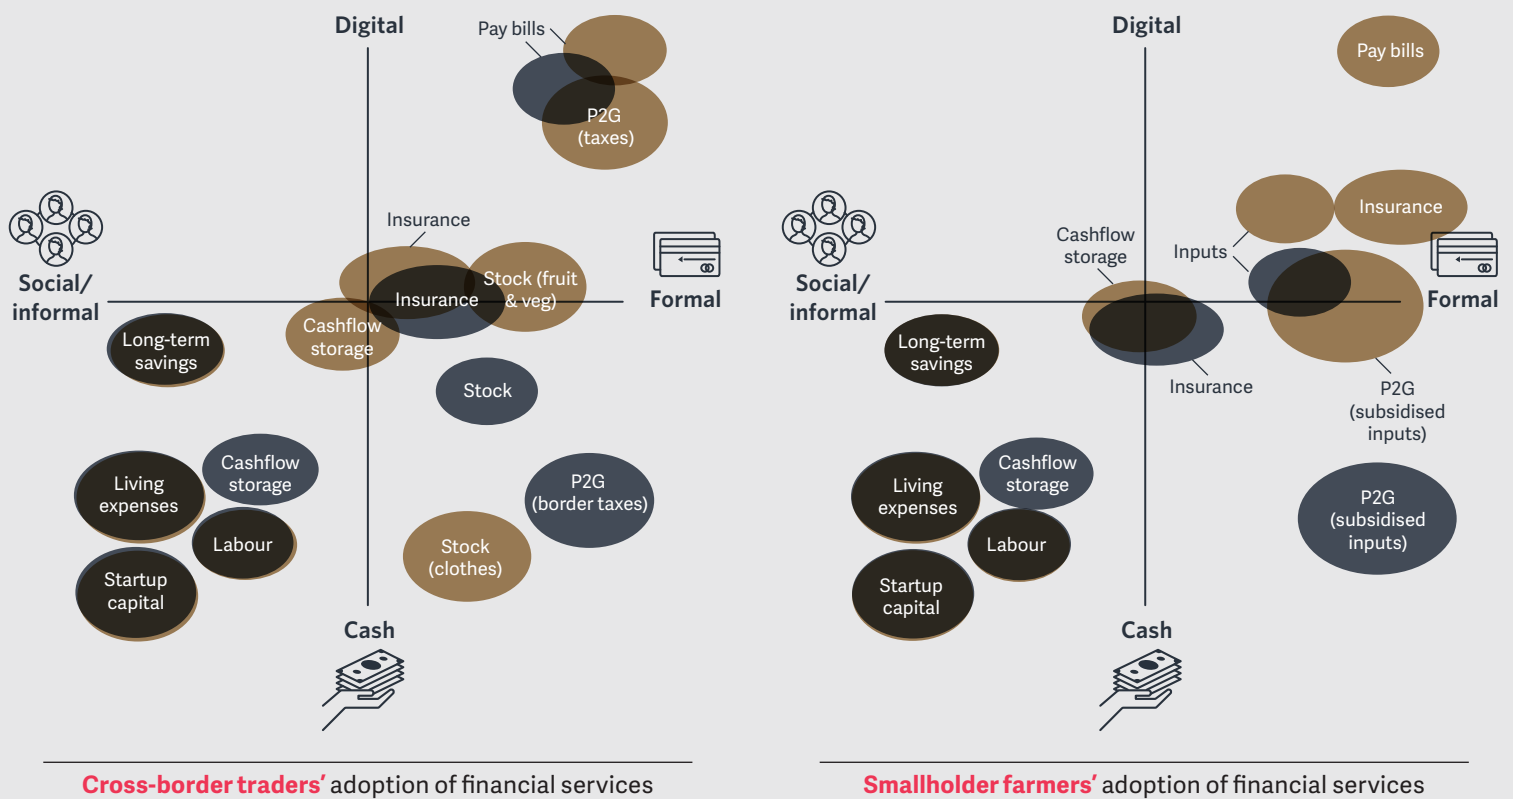 Digital
Pay bills
P2G
(taxes)
Insurance
Social/
informal
Stock (fruit
& veg)
Insurance
Formal
Cashflow
storage
Long-term
savings
Stock
Cashflow
storage
Living
expenses
P2G
(border taxes)
Labour
Stock
(clothes)
Startup
capital
Cash
Cross-border traders’ adoption of financial services
Digital
Pay bills
Insurance
Cashflow
storage
Inputs
Social/
informal
Formal
Long-term
savings
Insurance
P2G
(subsidised
inputs)
Cashflow
storage
Living
expenses
P2G
(subsidised
inputs)
Labour
Startup
capital
Cash
Smallholder farmers’ adoption of financial services